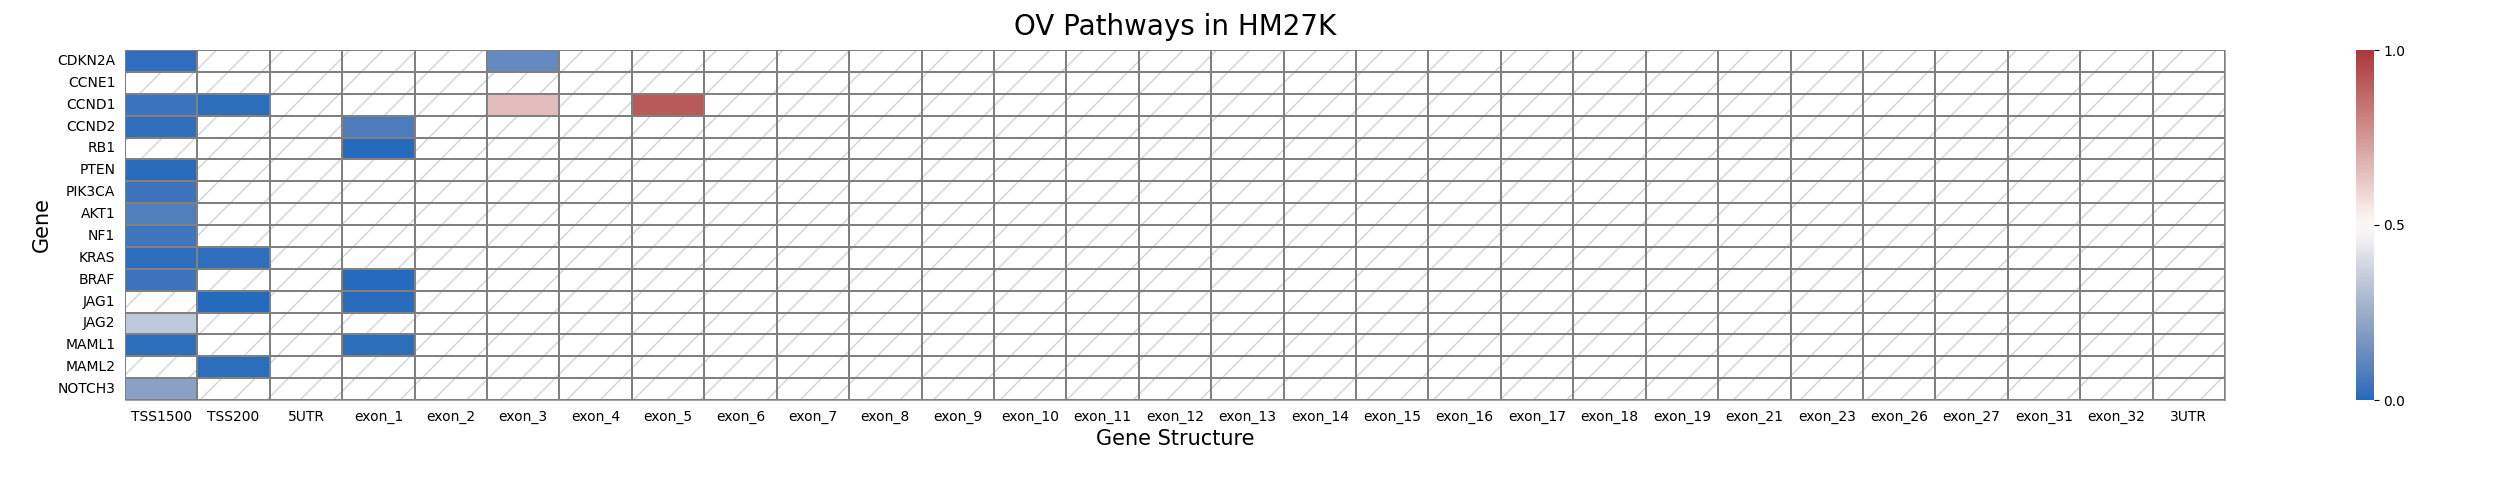 OV Pathways in HM27K
Gene
CDKN2A
CCNE1
CCND1
CCND2
RB1
PTEN
PIK3CA
AKT1
NF1
KRAS
BRAF
JAG1
JAG2
MAML1
MAML2
NOTCH3
TSS1500 TSS200 5UTR exon_1 exon_2 exon_3 exon_4 exon_5 exon_6 exon_7 exon_8 exon_9 exon_10 exon_11 exon_12 exon_13 exon_14 exon_15 exon_16 exon_17 exon_18 exon_19 exon_21 exon_23 exon_26 exon_27 exon_31 exon_32 3UTR
Gene Structure
1.0
0.5
0.0